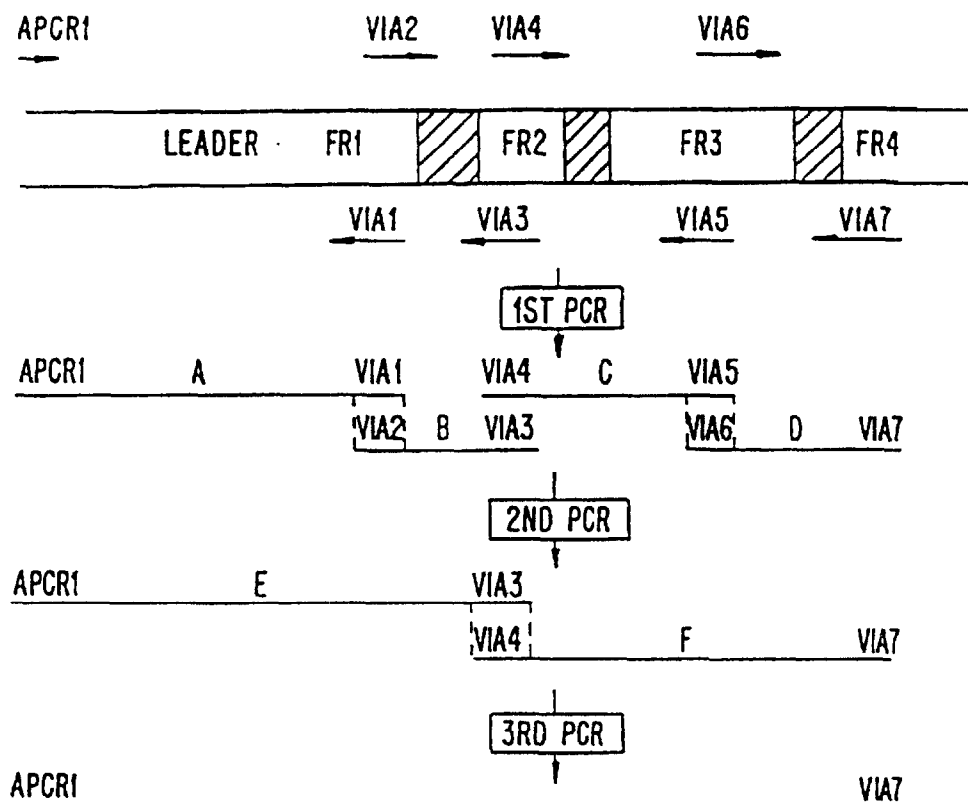 APCR1 VIA2 VIA4 VIA6
LEADER FR1 FR2 FR3 FR4
VIA1 VIA3 VIA5 VIA7
1ST PCR
APCR1 A VIA1 VIA4 C VIA5
VIA2 B VIA3 VIA6 D VIA7
2ND PCR
APCR1 E VIA3
VIA4 F VIA7
3RD PCR
APCR1 VIA7